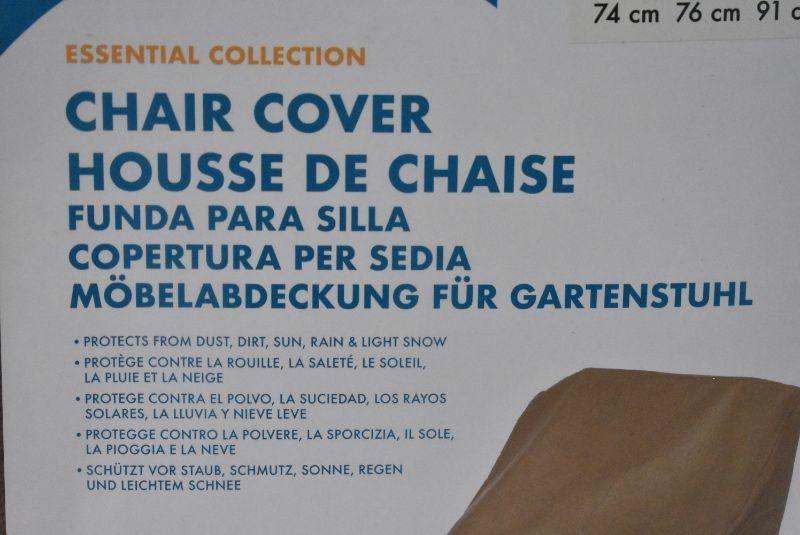 74 cm 76 cm 91 c
ESSENTIAL COLLECTION
CHAIR COVER
HOUSSE DE CHAISE
FUNDA PARA SILLA
COPERTURA PER SEDIA
MÖBELABDECKUNG FÜR GARTENSTUHL
• PROTECTS FROM DUST, DIRT, SUN, RAIN & LIGHT SNOW
• PROTÈGE CONTRE LA ROUILLE, LA SALETÉ, LE SOLEIL,
LA PLUIE ET LA NEIGE
• PROTEGE CONTRA EL POLVO, LA SUCIEDAD, LOS RAYOS
SOLARES, LA LLUVIA Y NIEVE LEVE
• PROTEGGE CONTRO LA POLVERE, LA SPORCIZIA, IL SOLE,
LA PIOGGIA E LA NEVE
• SCHÜTZT VOR STAUB, SCHMUTZ, SONNE, REGEN
UND LEICHTEM SCHNEE